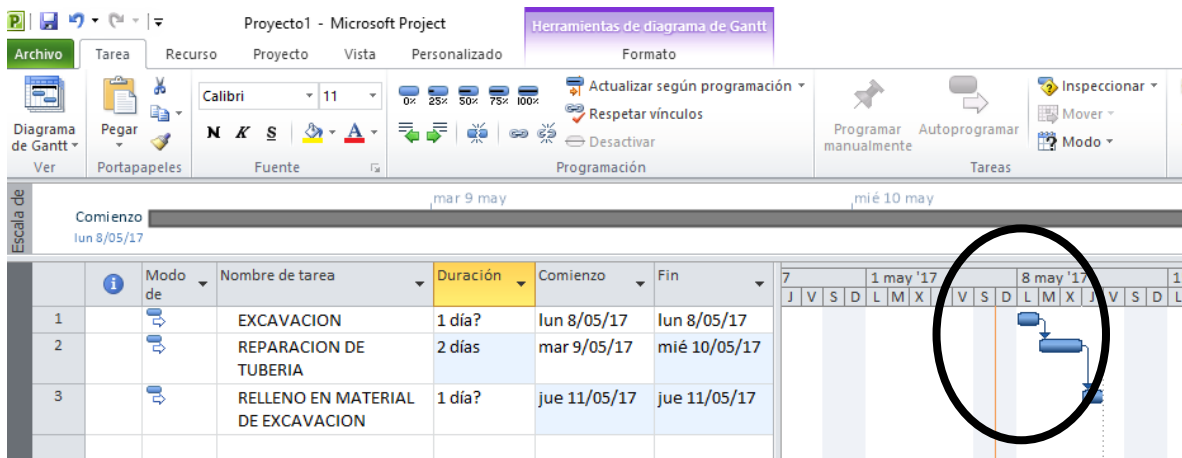 Proyecto1 - Microsoft Project
Herramientas de diagrama de Gantt
Archivo Tarea Recurso Proyecto Vista Personalizado Formato
Diagrama de Gantt
Ver
Pegar
Portapapeles
Calibri 11
N K S A
Fuente
0% 25% 50% 75% 100%
Actualizar según programación
Respetar vínculos
Desactivar
Programación
Programar manualmente
Autoprogramar
Inspeccionar
Mover
Modo
Tareas
Escala de
mar 9 may mié 10 may
Comienzo
lun 8/05/17
Modo de Nombre de tarea Duración Comienzo Fin
7 1 may '17 8 may '17 1
J V S D L M X V S D L M X J V S D L
1 EXCAVACION 1 día? lun 8/05/17 lun 8/05/17
2 REPARACION DE TUBERIA 2 días mar 9/05/17 mié 10/05/17
3 RELLENO EN MATERIAL DE EXCAVACION 1 día? jue 11/05/17 jue 11/05/17